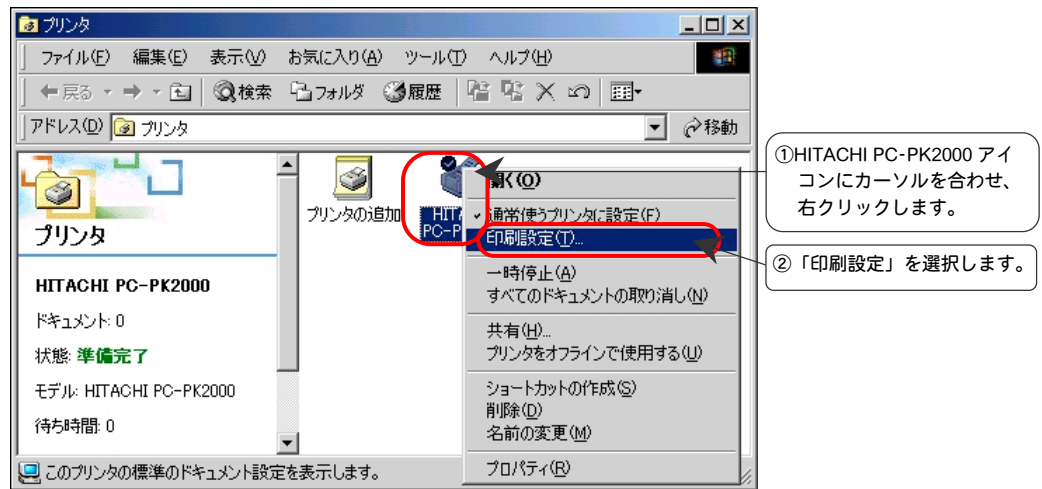 プリンタ
ファイル(F) 編集(E) 表示(V) お気に入り(A) ツール(T) ヘルプ(H)
戻る 検索 フォルダ 履歴
アドレス(D) プリンタ 移動
プリンタ
HITACHI PC-PK2000
ドキュメント: 0
状態: 準備完了
モデル: HITACHI PC-PK2000
待ち時間: 0
プリンタの追加
HIT
PC-P
開く(O)
通常使うプリンタに設定(F)
印刷設定(T)...
一時停止(A)
すべてのドキュメントの取り消し(N)
共有(H)...
プリンタをオフラインで使用する(U)
ショートカットの作成(S)
削除(D)
名前の変更(M)
プロパティ(R)
このプリンタの標準のドキュメント設定を表示します。
①HITACHI PC-PK2000 アイ
コンにカーソルを合わせ、
右クリックします。
②「印刷設定」を選択します。